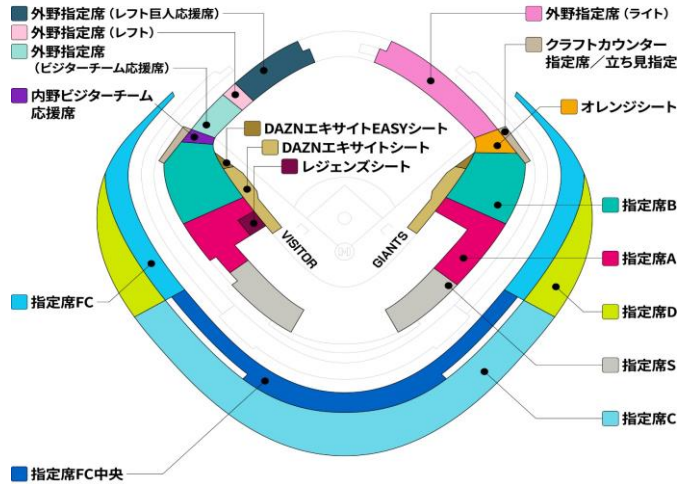 外野指定席(レフト巨人応援席)
外野指定席(レフト)
外野指定席
(ビジターチーム応援席)
内野ビジターチーム
応援席
外野指定席(ライト)
クラフトカウンター
指定席/立ち見指定
オレンジシート
DAZNエキサイトEASYシート
DAZNエキサイトシート
レジェンズシート
VISITOR
GIANTS
指定席B
指定席A
指定席FC
指定席D
指定席S
指定席C
指定席FC中央